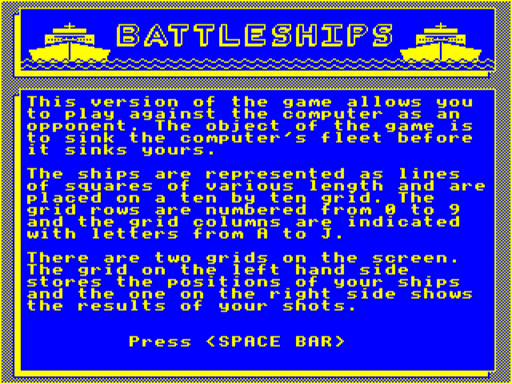 BATTLESHIPS
This version of the game allows you
to play against the computer as an
opponent. The object of the game is
to sink the computer's fleet before
it sinks yours.
The ships are represented as lines
of squares of various length and are
placed on a ten by ten grid. The
grid rows are numbered from 0 to 9
and the grid columns are indicated
with letters from A to J.
There are two grids on the screen.
The grid on the left hand side
stores the positions of your ships
and the one on the right side shows
the results of your shots.
Press <SPACE BAR>